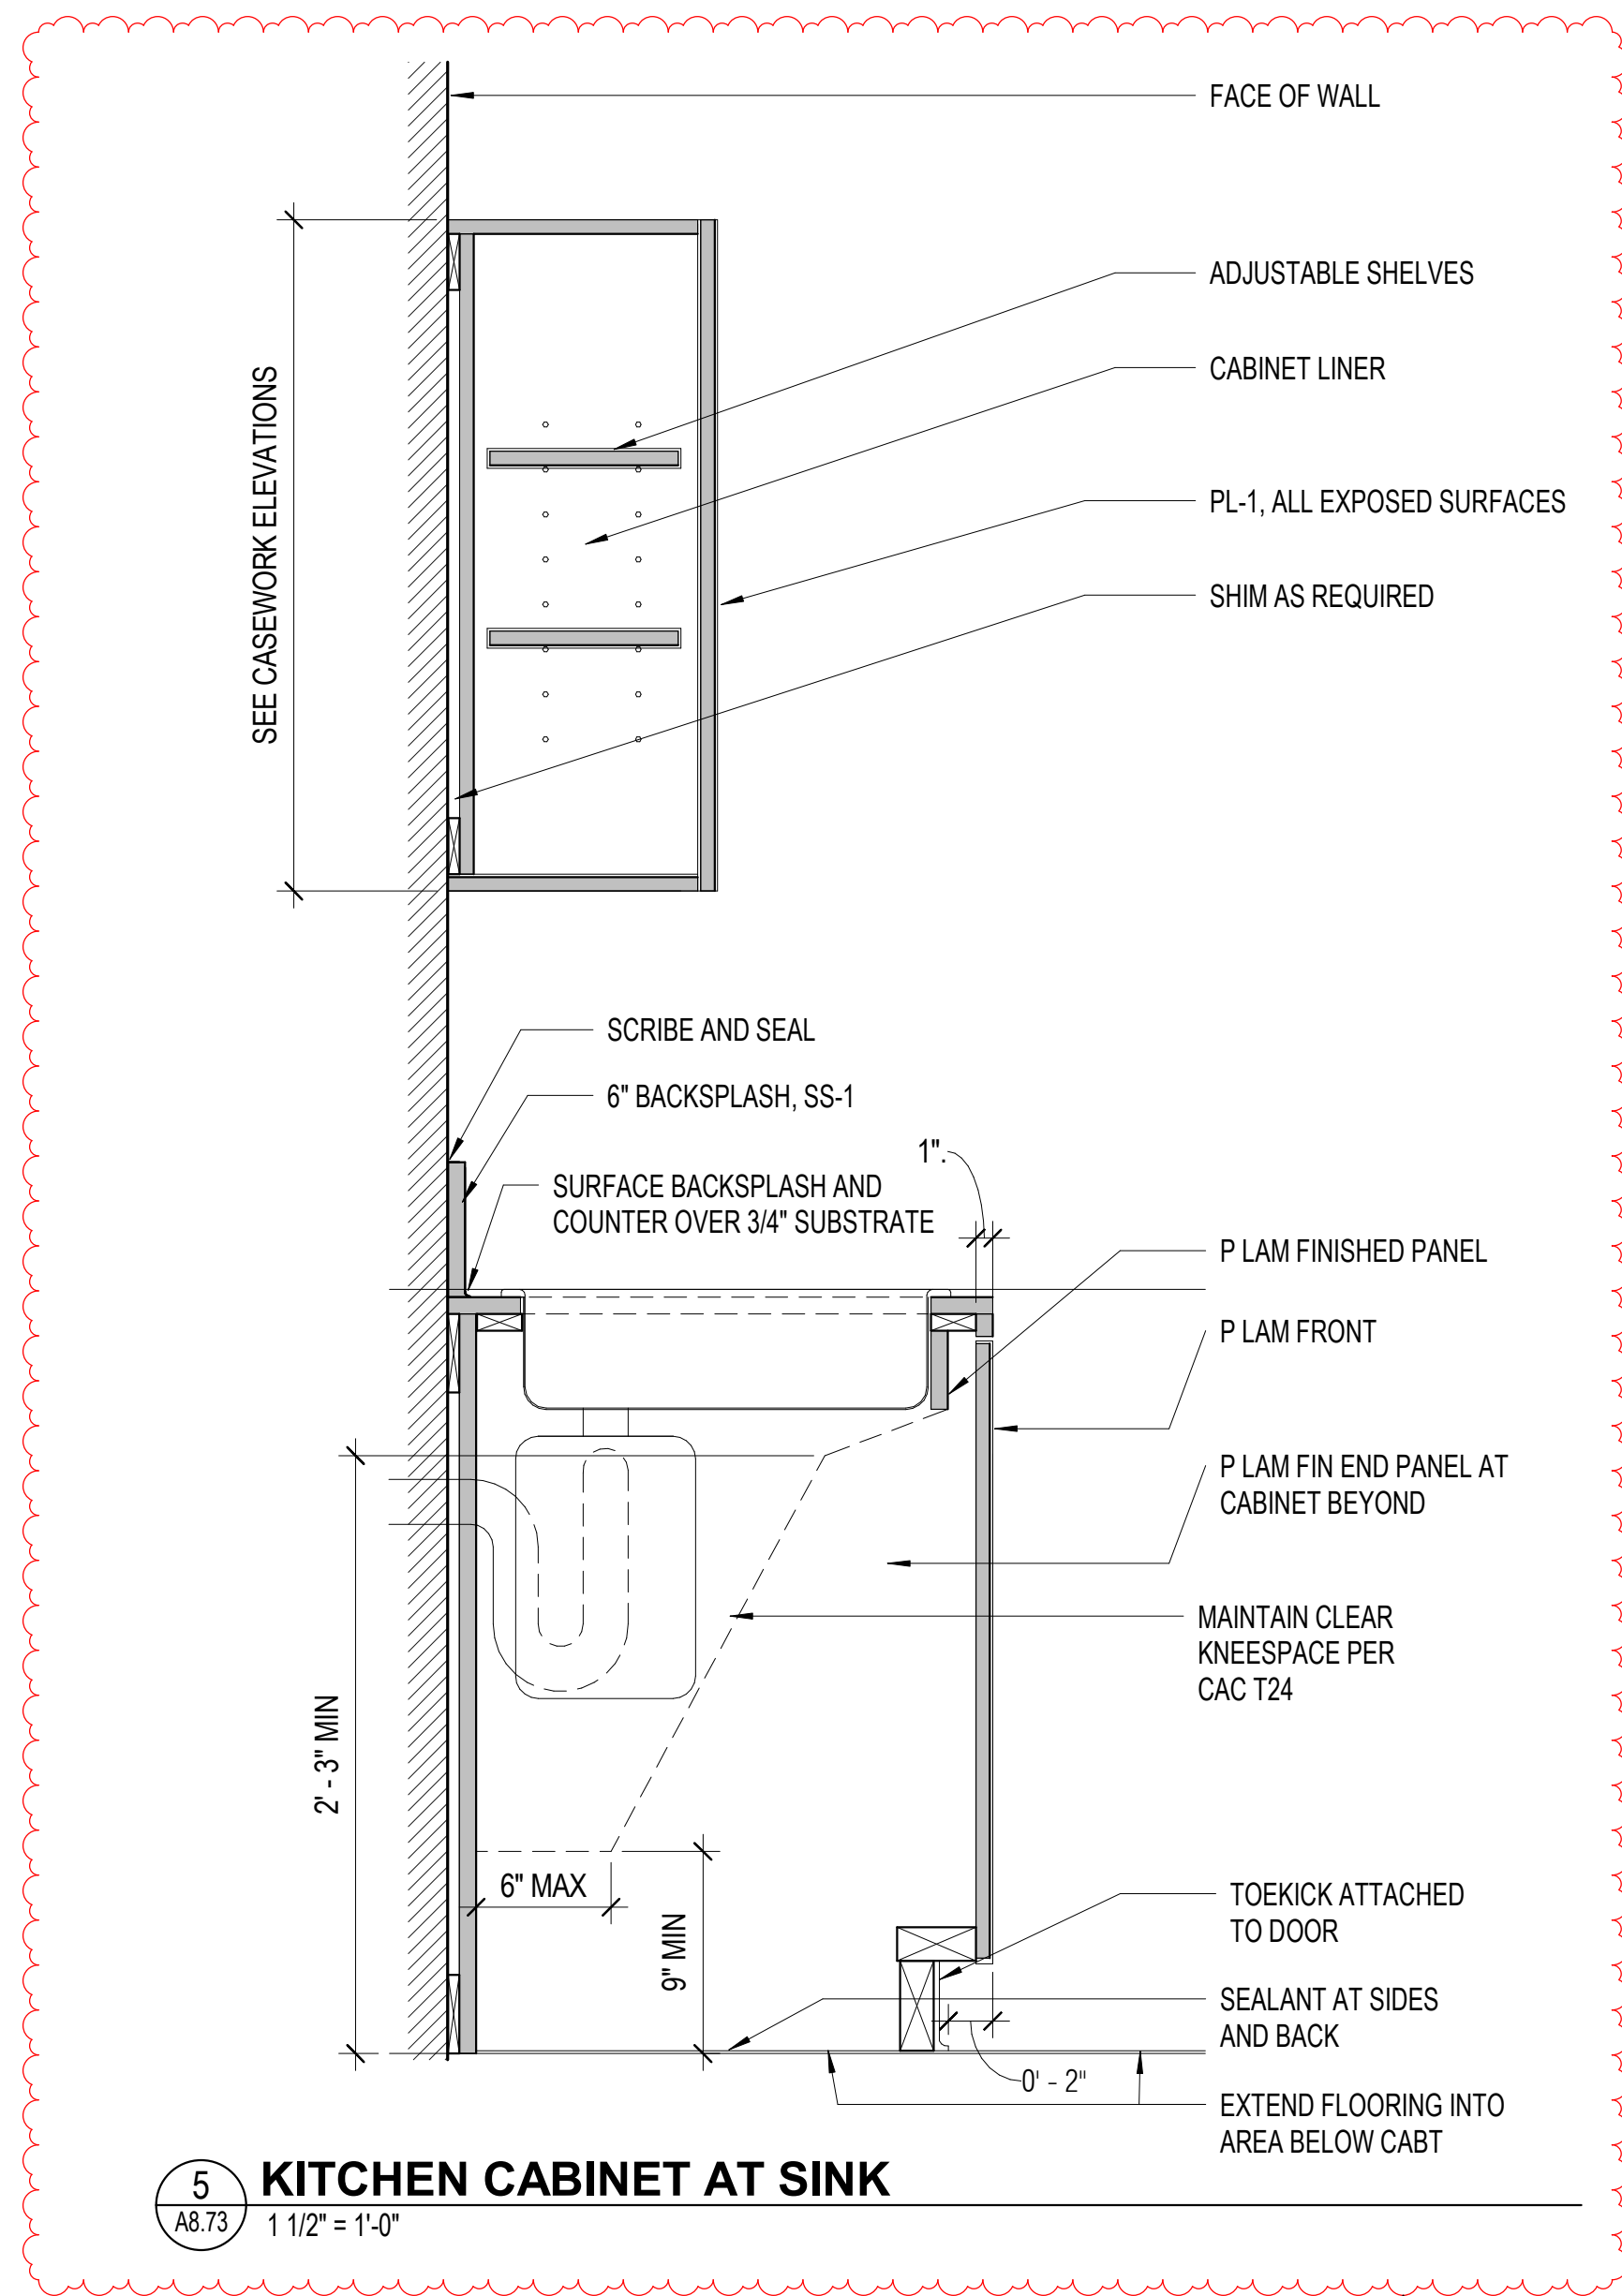 FACE OF WALL
ADJUSTABLE SHELVES
CABINET LINER
PL-1, ALL EXPOSED SURFACES
SHIM AS REQUIRED
SEE CASEWORK ELEVATIONS
SCRIBE AND SEAL
6" BACKSPLASH, SS-1
1".
SURFACE BACKSPLASH AND
COUNTER OVER 3/4" SUBSTRATE
P LAM FINISHED PANEL
P LAM FRONT
P LAM FIN END PANEL AT
CABINET BEYOND
MAINTAIN CLEAR
KNEESPACE PER
CAC T24
2' - 3" MIN
6" MAX
9" MIN
TOEKICK ATTACHED
TO DOOR
SEALANT AT SIDES
AND BACK
0' - 2"
EXTEND FLOORING INTO
AREA BELOW CABT
5
A8.73
KITCHEN CABINET AT SINK
1 1/2" = 1'-0"